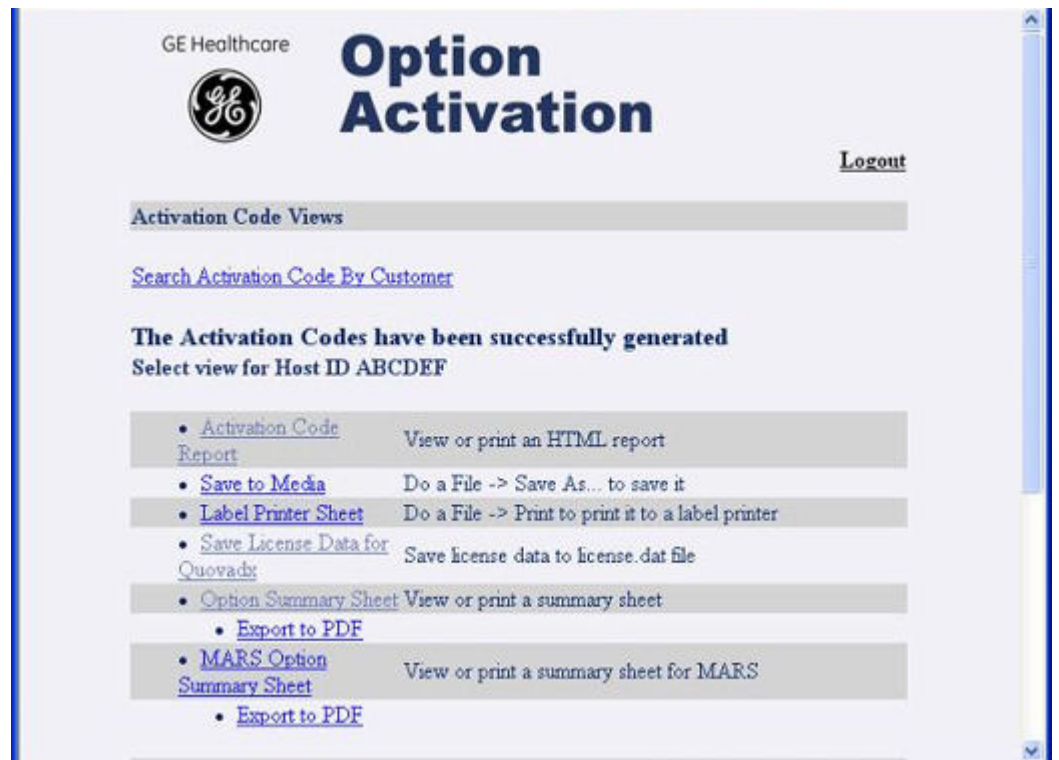 GE Healthcare
Option
Activation
Logout
Activation Code Views
Search Activation Code By Customer
The Activation Codes have been successfully generated
Select view for Host ID ABCDEF
• Activation Code
Report
View or print an HTML report
• Save to Media Do a File -> Save As... to save it
• Label Printer Sheet Do a File -> Print to print it to a label printer
• Save License Data for
Quovadx
Save license data to license.dat file
• Option Summary Sheet View or print a summary sheet
• Export to PDF
• MARS Option
Summary Sheet
View or print a summary sheet for MARS
• Export to PDF